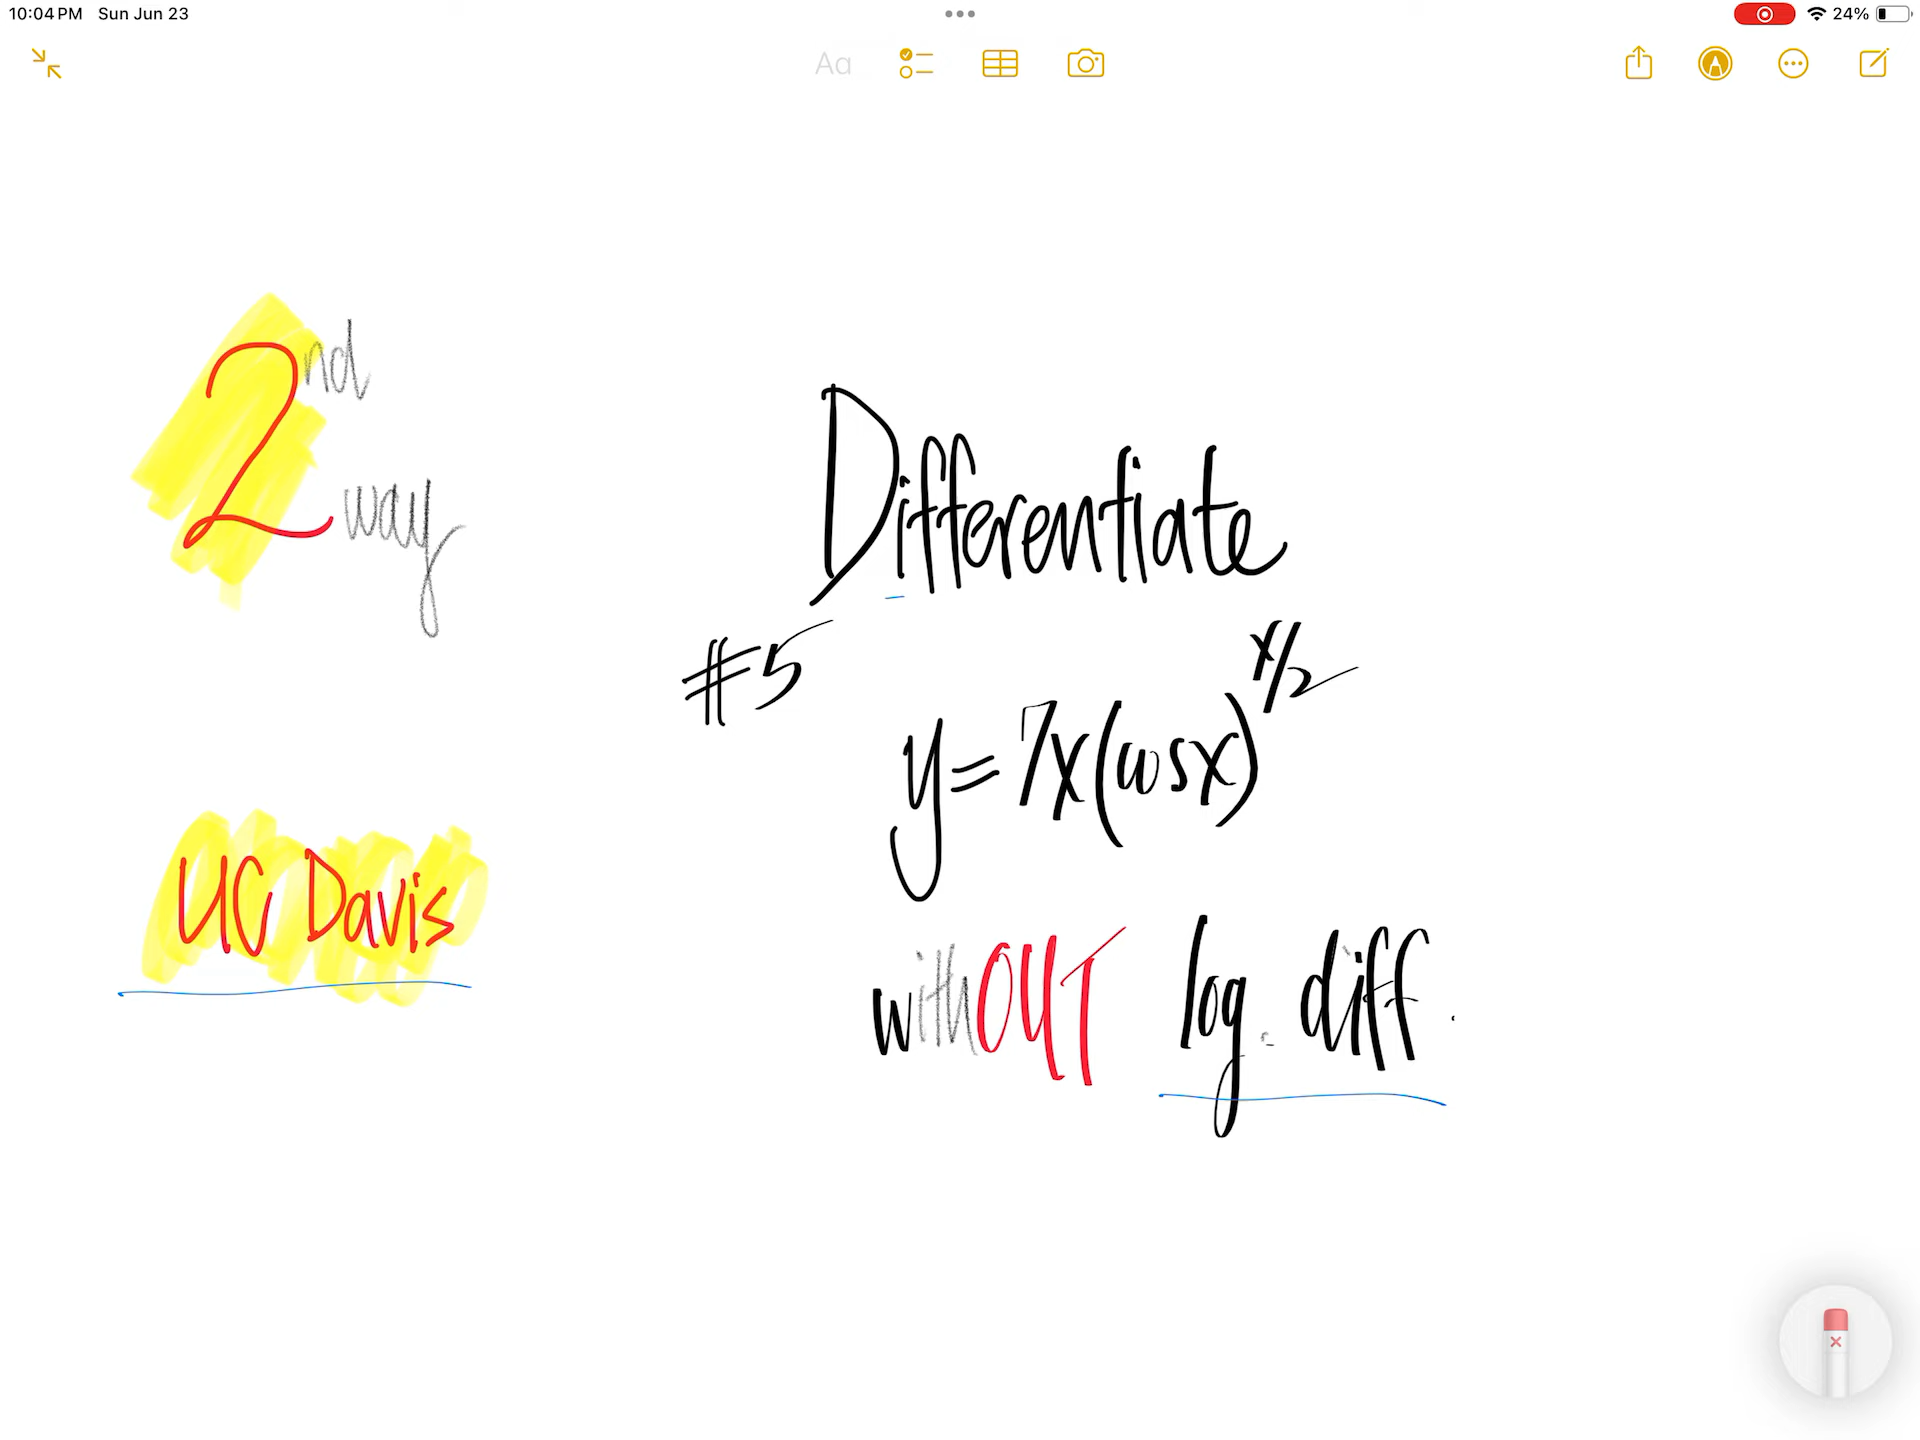 10:04 PM Sun Jun 23
24%
Aa
2nd
way
UC Davis
Differentiate
#5
y = 7x(cosx)^x/2
withOUT log. diff.